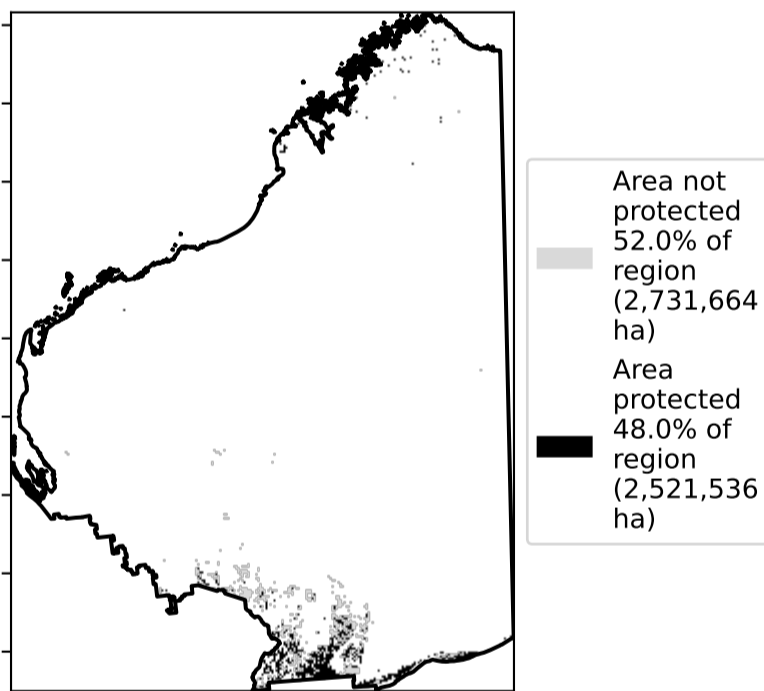 Area not
protected
52.0% of
region
(2,731,664
ha)
Area
protected
48.0% of
region
(2,521,536
ha)